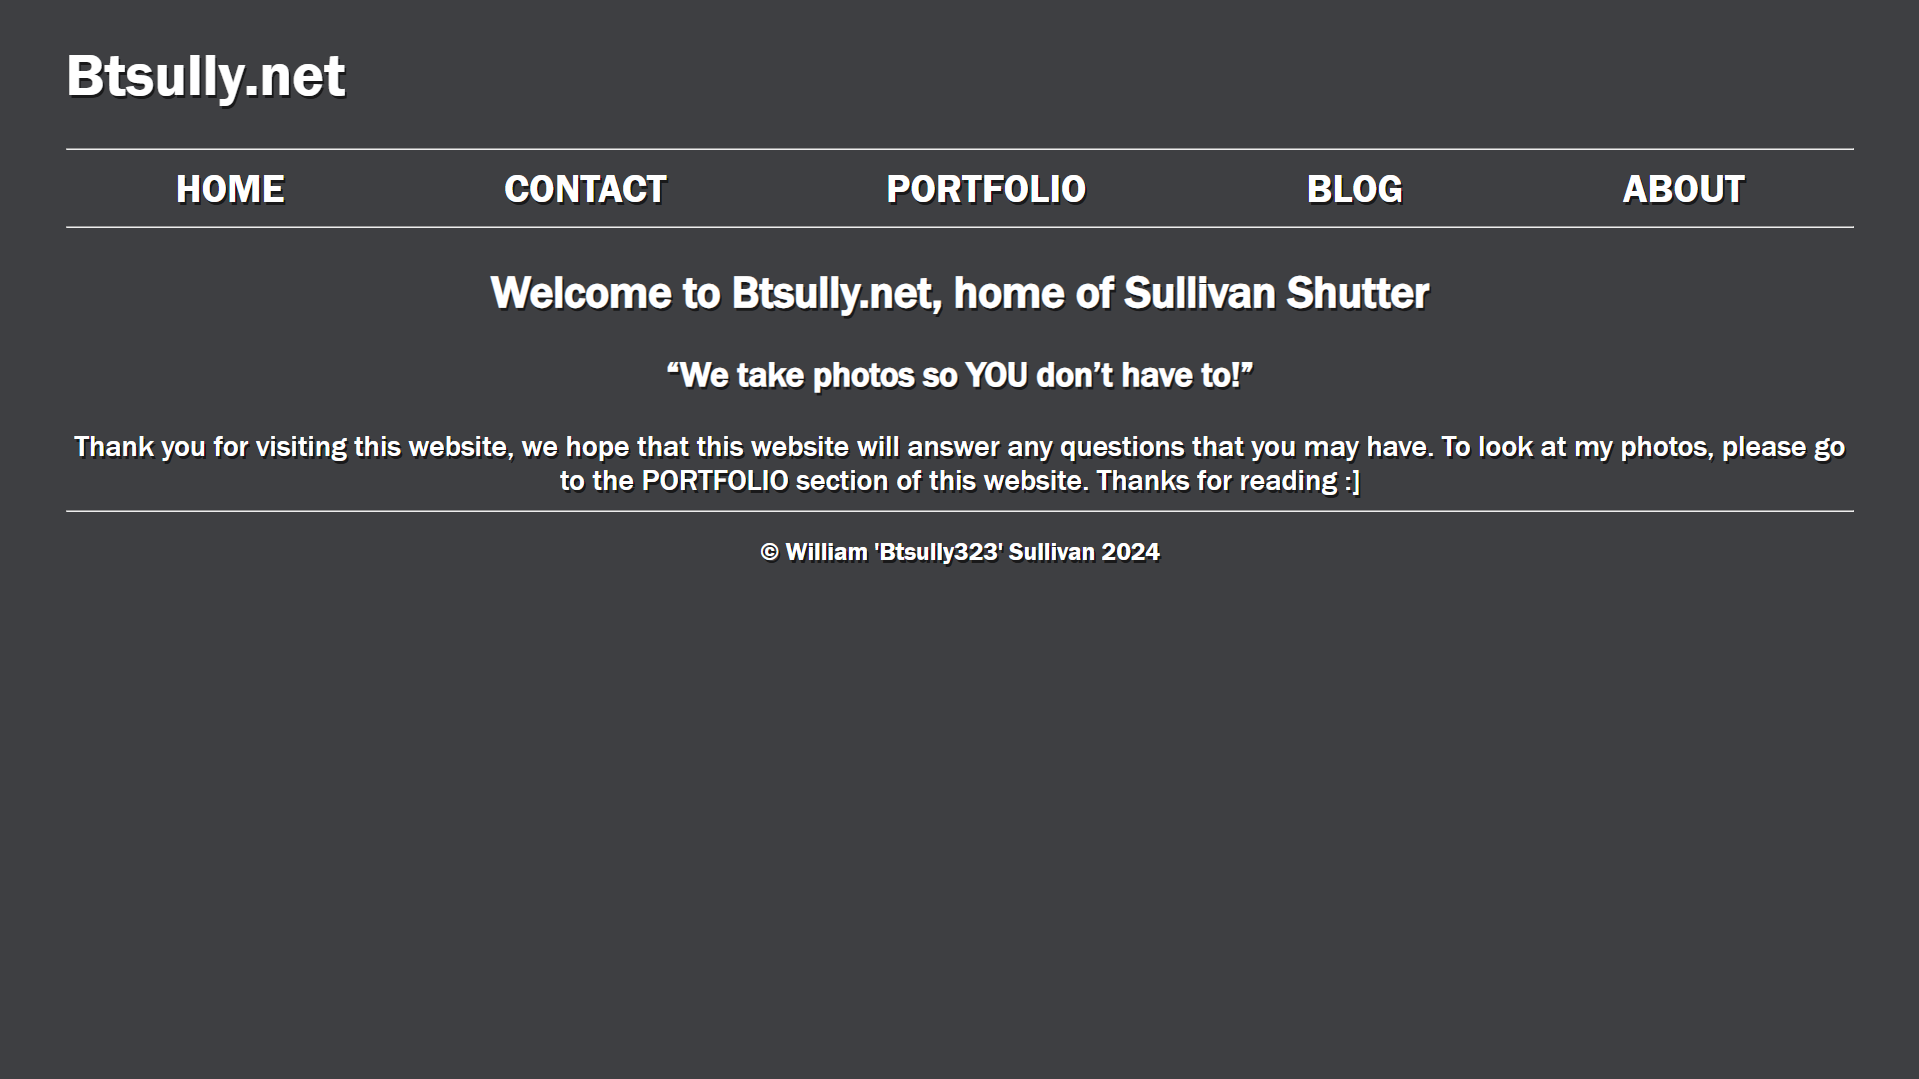 Btsully.net
HOME CONTACT PORTFOLIO BLOG ABOUT
Welcome to Btsully.net, home of Sullivan Shutter
“We take photos so YOU don’t have to!”
Thank you for visiting this website, we hope that this website will answer any questions that you may have. To look at my photos, please go
to the PORTFOLIO section of this website. Thanks for reading :]
© William 'Btsully323' Sullivan 2024